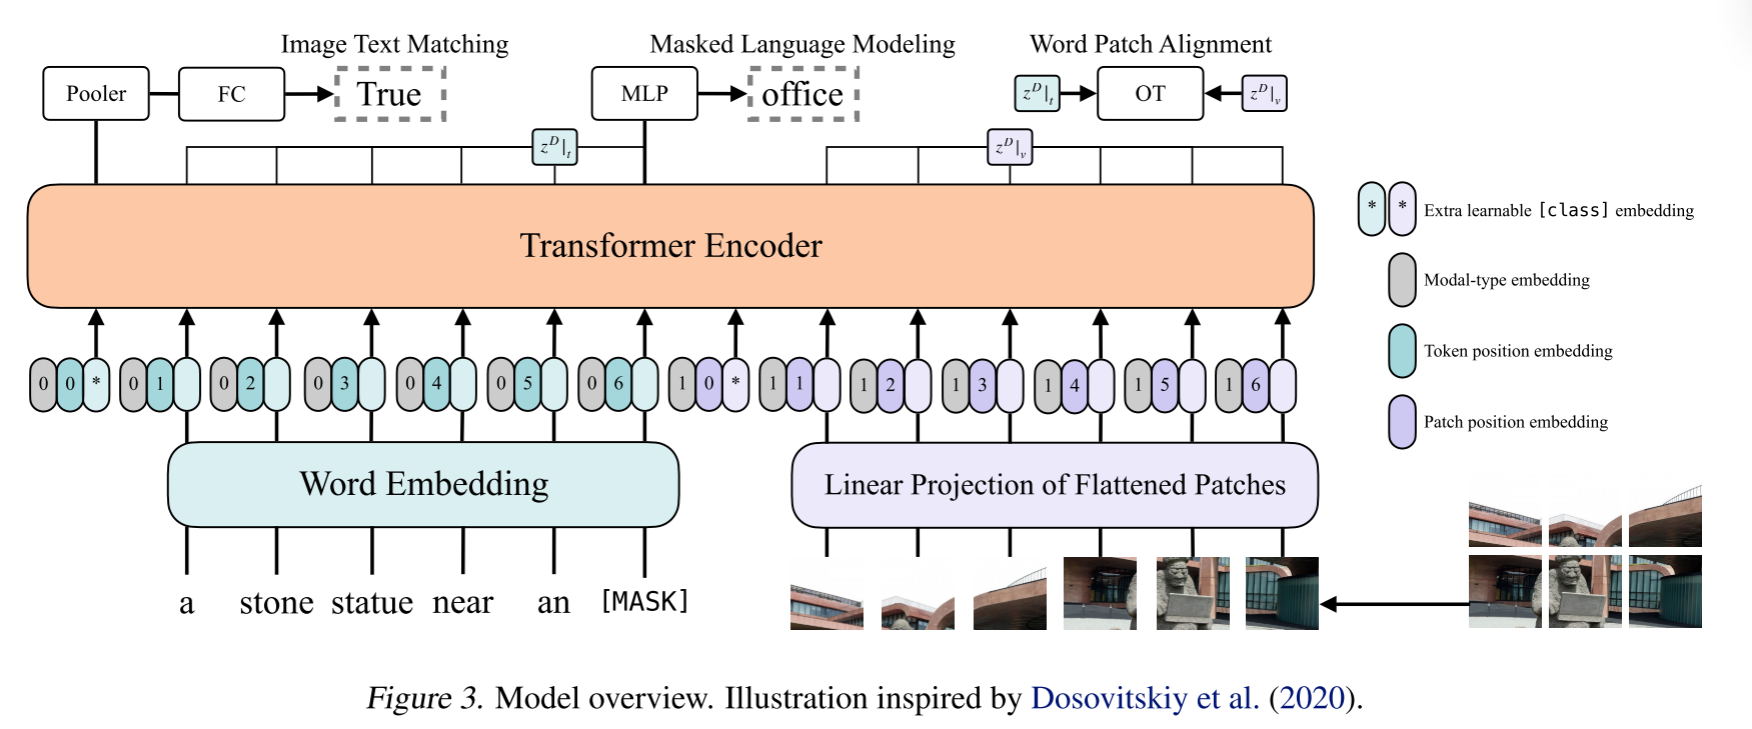 Image Text Matching
Masked Language Modeling
Word Patch Alignment
Pooler
FC
True
MLP
office
z^D|_t
OT
z^D|_v
z^D|_t
z^D|_v
Transformer Encoder
* * Extra learnable [class] embedding
Modal-type embedding
Token position embedding
Patch position embedding
0 0 * 0 1 0 2 0 3 0 4 0 5 0 6 1 0 * 1 1 1 2 1 3 1 4 1 5 1 6
Word Embedding
Linear Projection of Flattened Patches
a stone statue near an [MASK]
Figure 3. Model overview. Illustration inspired by Dosovitskiy et al. (2020).